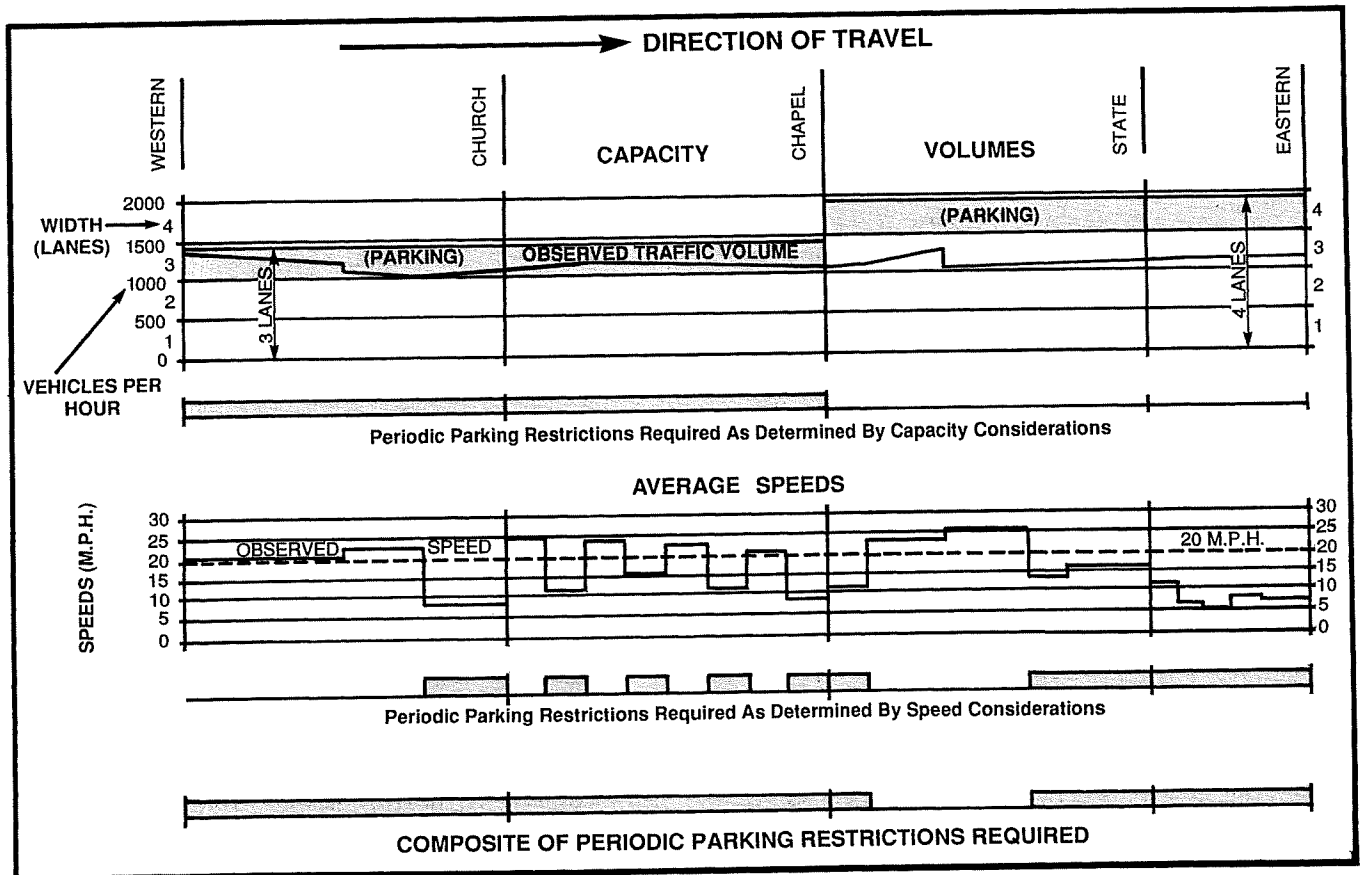 DIRECTION OF TRAVEL
WESTERN
CHURCH
CHAPEL
STATE
EASTERN
CAPACITY
VOLUMES
WIDTH
(LANES)
2000
4
1500
3
1000
2
500
1
0
VEHICLES PER
HOUR
3 LANES
(PARKING)
OBSERVED TRAFFIC VOLUME
(PARKING)
4 LANES
4
3
2
1
Periodic Parking Restrictions Required As Determined By Capacity Considerations
AVERAGE SPEEDS
SPEEDS (M.P.H.)
30
25
20
15
10
5
0
OBSERVED SPEED
20 M.P.H.
30
25
20
15
10
5
0
Periodic Parking Restrictions Required As Determined By Speed Considerations
COMPOSITE OF PERIODIC PARKING RESTRICTIONS REQUIRED